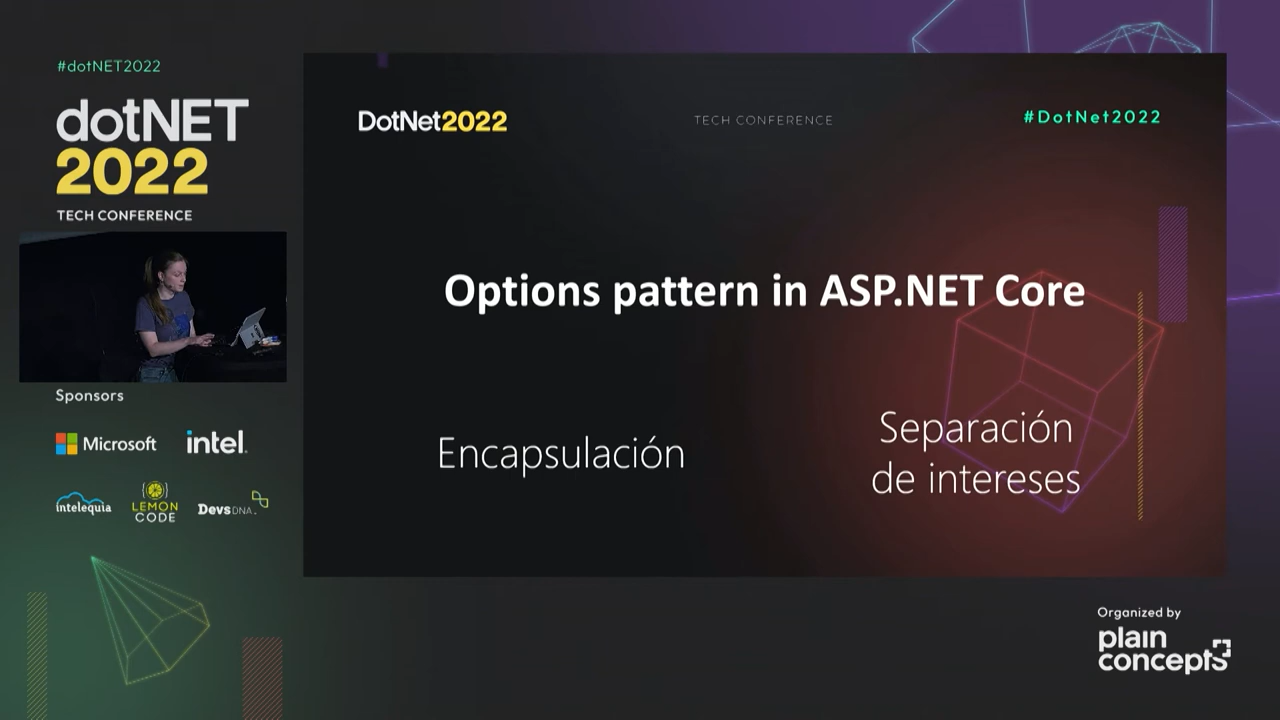 #dotNET2022
dotNET
2022
TECH CONFERENCE
Sponsors
Microsoft
intel.
intelequia
LEMON
CODE
DevsDNA.
DotNet2022
TECH CONFERENCE
#DotNet2022
Options pattern in ASP.NET Core
Encapsulación
Separación
de intereses
Organized by
plain
concepts